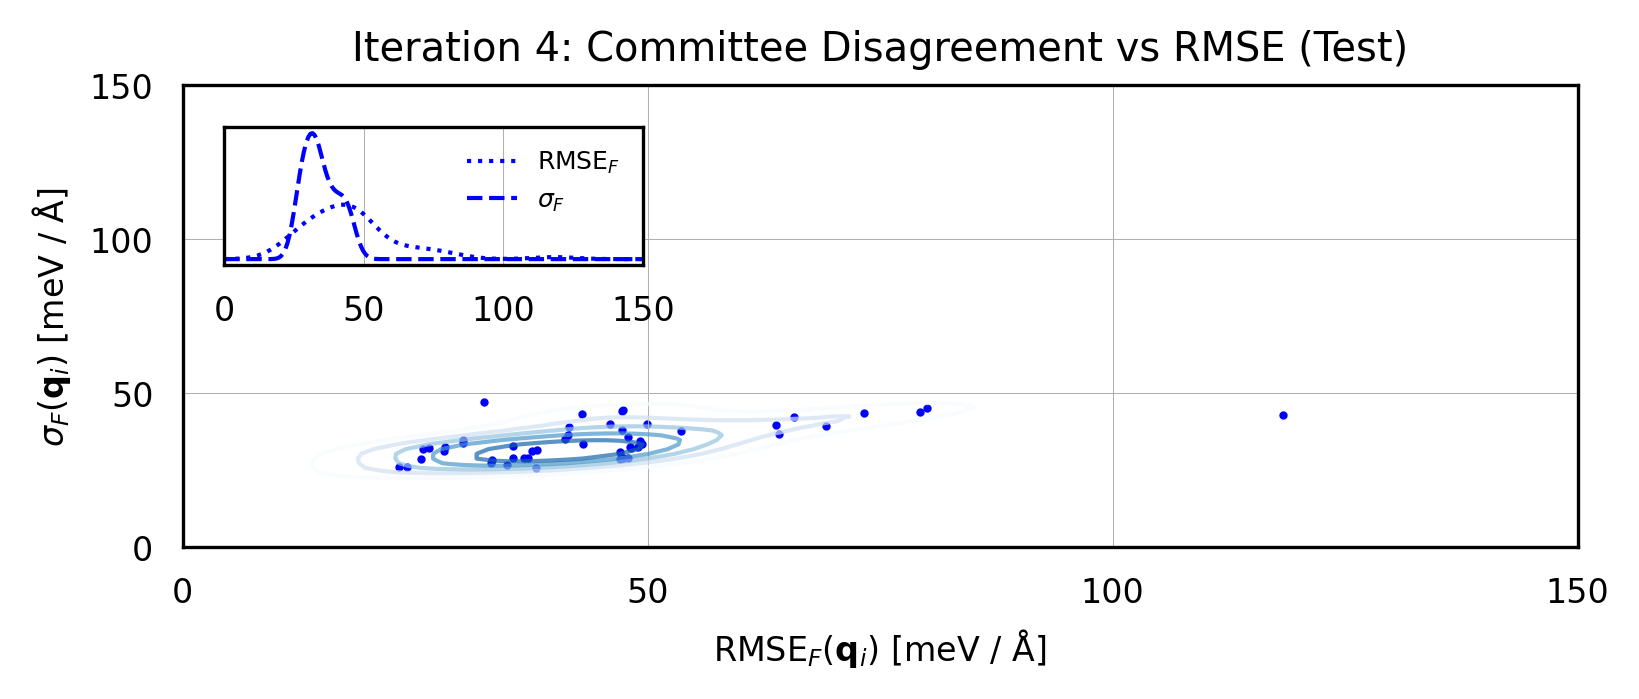 Iteration 4: Committee Disagreement vs RMSE (Test)
150
100
50
0
σ_F(𝐪_i) [meV / Å]
RMSE_F
σ_F
0 50 100 150
0 50 100 150
RMSE_F(𝐪_i) [meV / Å]